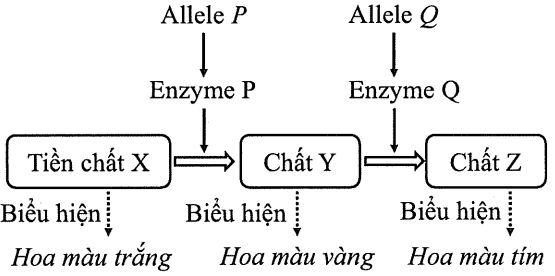 Allele P Allele Q
Enzyme P Enzyme Q
Tiền chất X Chất Y Chất Z
Biểu hiện Biểu hiện Biểu hiện
Hoa màu trắng Hoa màu vàng Hoa màu tím